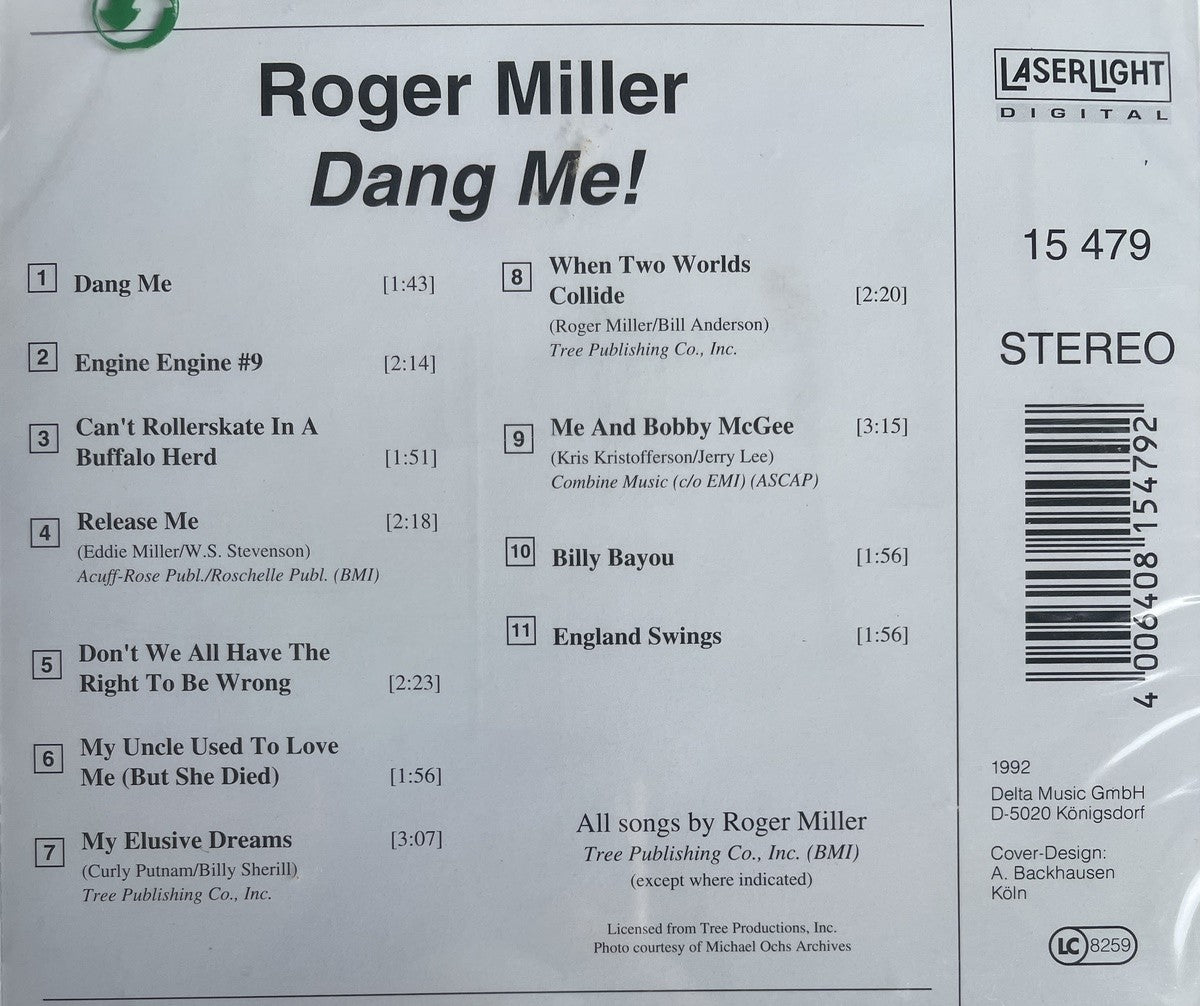 Roger Miller
Dang Me!
1 Dang Me [1:43]
2 Engine Engine #9 [2:14]
3 Can't Rollerskate In A
Buffalo Herd [1:51]
4 Release Me [2:18]
(Eddie Miller/W.S. Stevenson)
Acuff-Rose Publ./Roschelle Publ. (BMI)
5 Don't We All Have The
Right To Be Wrong [2:23]
6 My Uncle Used To Love
Me (But She Died) [1:56]
7 My Elusive Dreams [3:07]
(Curly Putnam/Billy Sherill)
Tree Publishing Co., Inc.
8 When Two Worlds
Collide [2:20]
(Roger Miller/Bill Anderson)
Tree Publishing Co., Inc.
9 Me And Bobby McGee [3:15]
(Kris Kristofferson/Jerry Lee)
Combine Music (c/o EMI) (ASCAP)
10 Billy Bayou [1:56]
11 England Swings [1:56]
All songs by Roger Miller
Tree Publishing Co., Inc. (BMI)
(except where indicated)
Licensed from Tree Productions, Inc.
Photo courtesy of Michael Ochs Archives
LASERLIGHT
DIGITAL
15 479
STEREO
4 006408 154792
1992
Delta Music GmbH
D-5020 Königsdorf
Cover-Design:
A. Backhausen
Köln
LC 8259